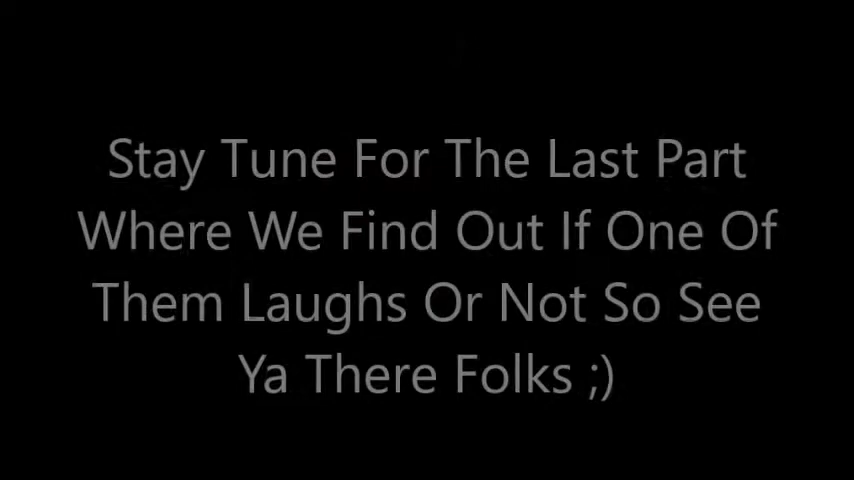 Stay Tune For The Last Part
Where We Find Out If One Of
Them Laughs Or Not So See
Ya There Folks ;)